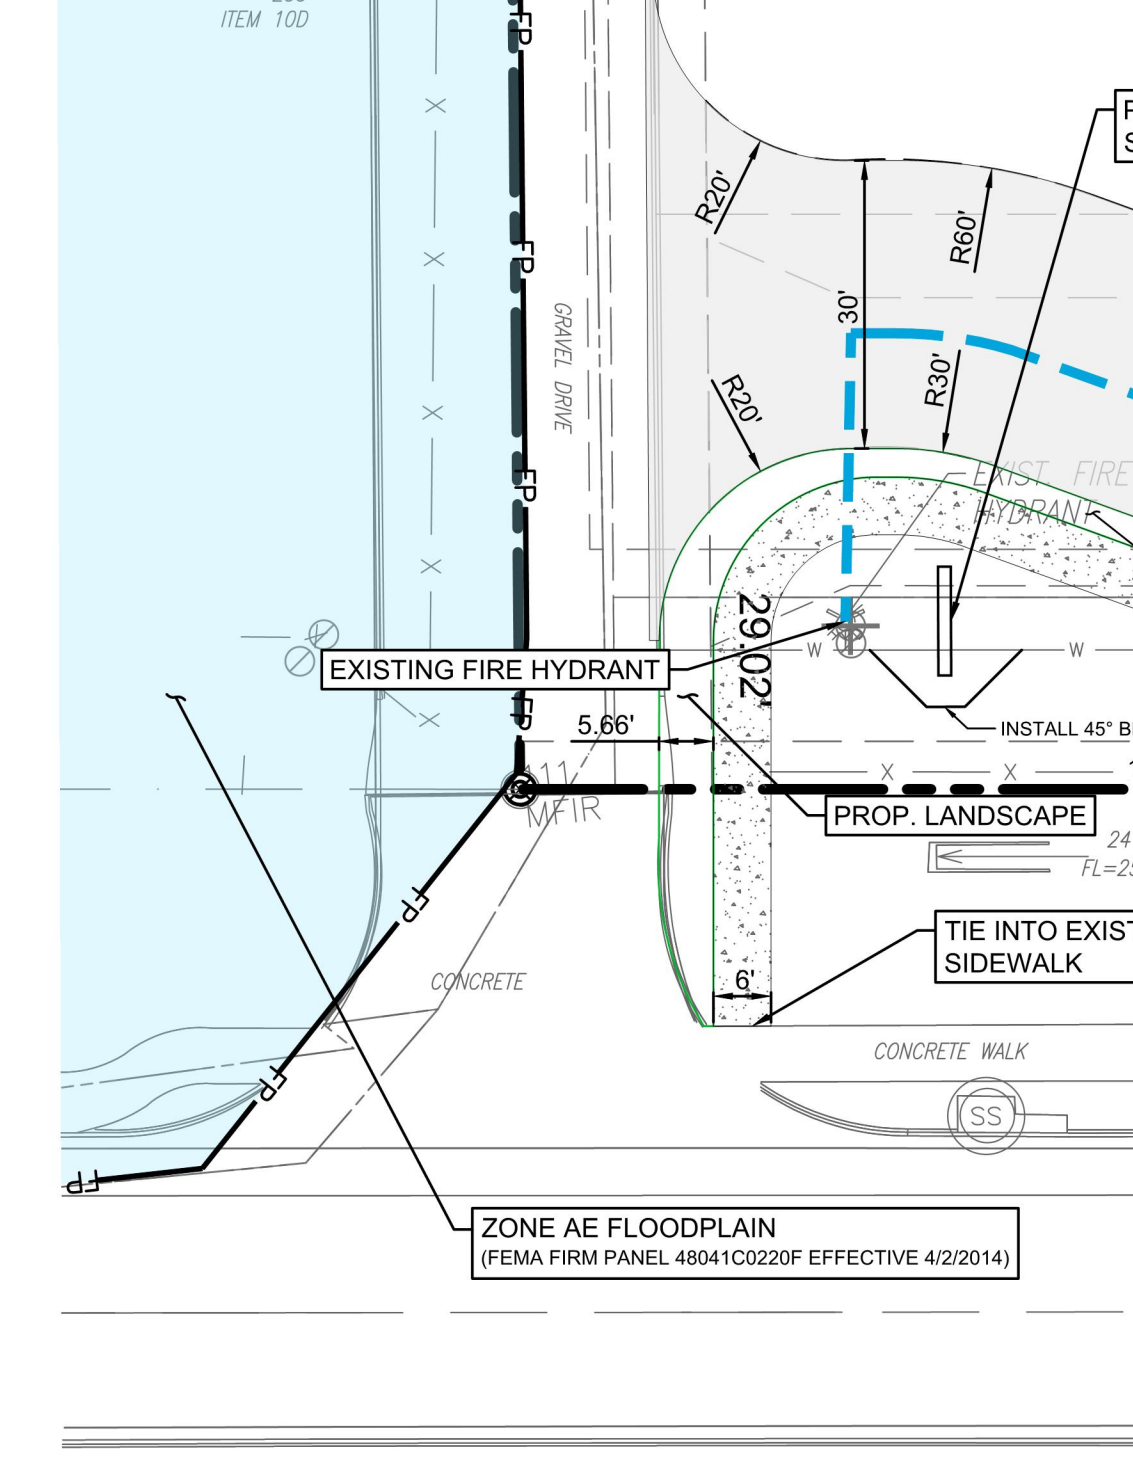 ITEM 10D
FP
X
R20'
R60'
30'
FP
X
GRAVEL DRIVE
X
R20'
R30'
EXIST. FIRE
HYDRANT
FP
X
29.02'
W
W
EXISTING FIRE HYDRANT
FP
X
5.66'
INSTALL 45°
X
X
MFIR
PROP. LANDSCAPE
24
FP
TIE INTO
SIDEWALK
CONCRETE
6'
CONCRETE WALK
FP
SS
FP
ZONE AE FLOODPLAIN
(FEMA FIRM PANEL 48041C0220F EFFECTIVE 4/2/2014)